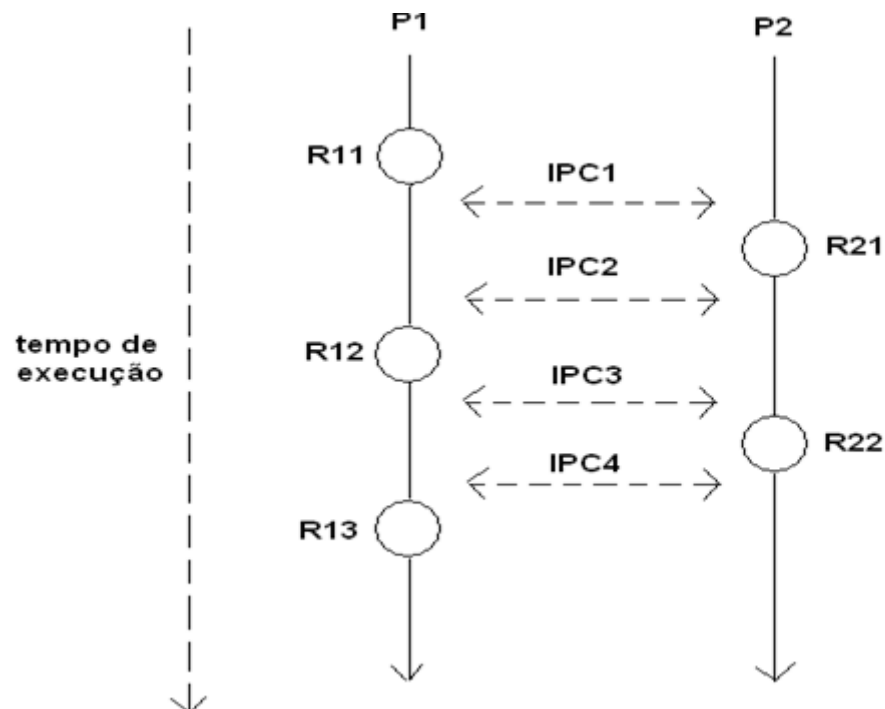 P1
P2
R11
IPC1
R21
IPC2
tempo de
execução
R12
IPC3
R22
IPC4
R13